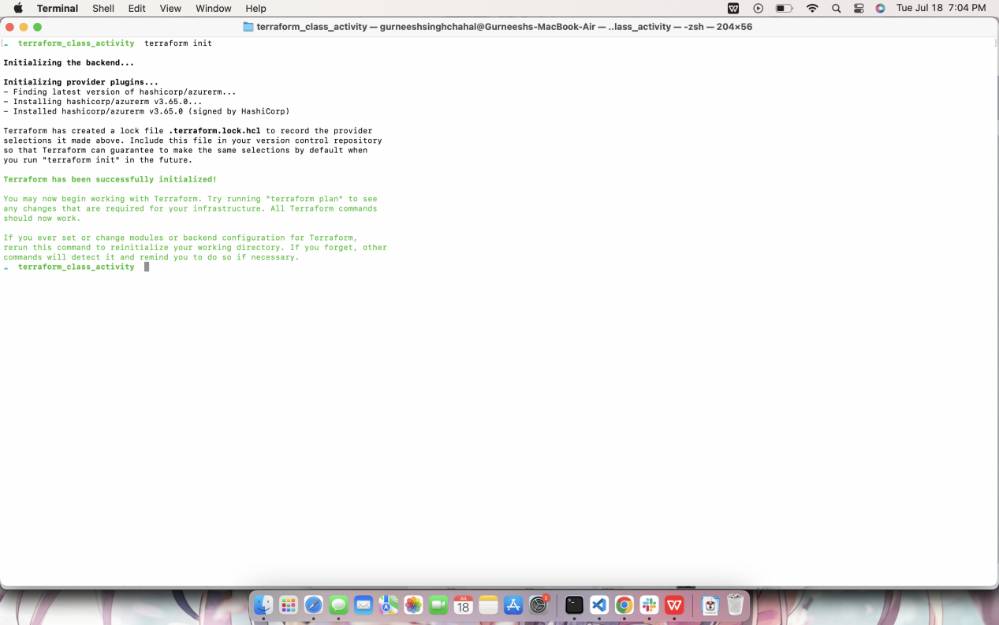 Terminal Shell Edit View Window Help Tue Jul 18 7:04 PM
terraform_class_activity — gurneeshsinghchahal@Gurneeshs-MacBook-Air — ..lass_activity — -zsh — 204×56
terraform_class_activity terraform init
Initializing the backend...
Initializing provider plugins...
- Finding latest version of hashicorp/azurerm...
- Installing hashicorp/azurerm v3.65.0...
- Installed hashicorp/azurerm v3.65.0 (signed by HashiCorp)
Terraform has created a lock file .terraform.lock.hcl to record the provider
selections it made above. Include this file in your version control repository
so that Terraform can guarantee to make the same selections by default when
you run "terraform init" in the future.
Terraform has been successfully initialized!
You may now begin working with Terraform. Try running "terraform plan" to see
any changes that are required for your infrastructure. All Terraform commands
should now work.
If you ever set or change modules or backend configuration for Terraform,
rerun this command to reinitialize your working directory. If you forget, other
commands will detect it and remind you to do so if necessary.
terraform_class_activity
JUL
18
2